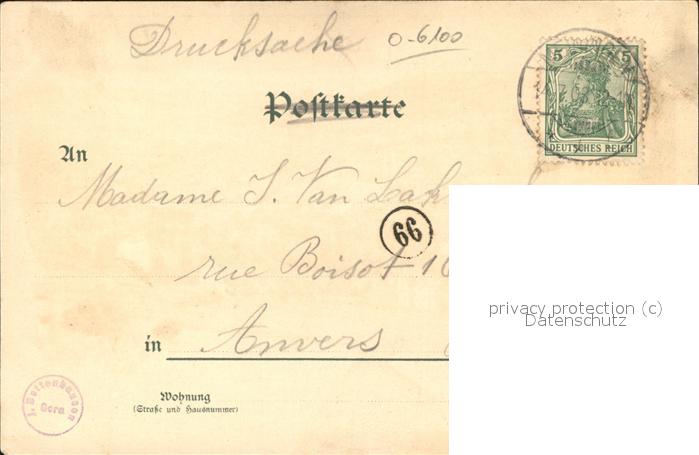 Drucksache
0-6100
Postkarte
5 5
DEUTSCHES REICH
An
Madame J. Van Lak
66
rue Boisot 16
in Anvers
Wohnung
(Straße und Hausnummer)
Gera
privacy protection (c)
Datenschutz